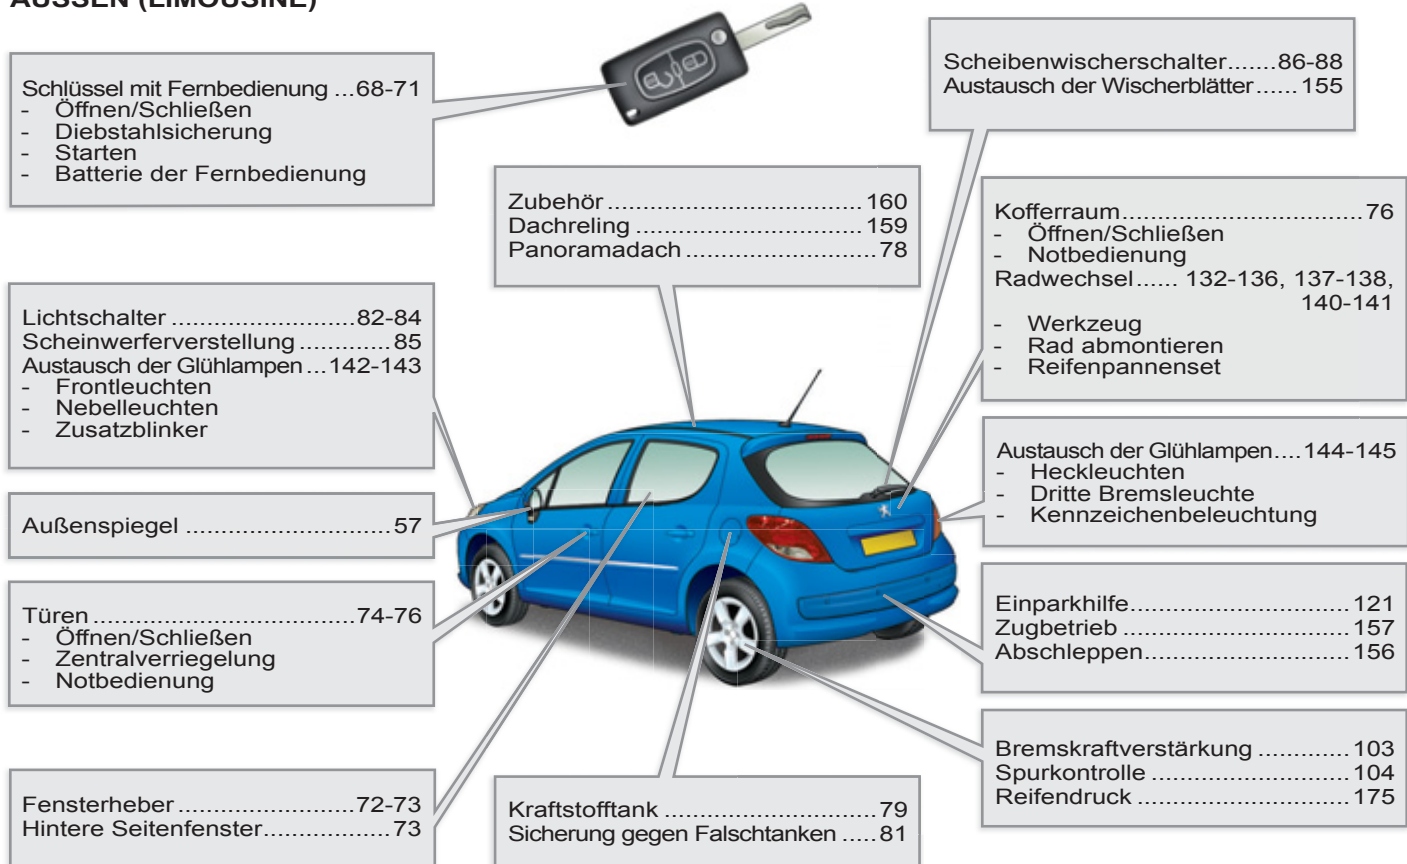 AUSSEN (LIMOUSINE)
Schlüssel mit Fernbedienung ...68-71
- Öffnen/Schließen
- Diebstahlsicherung
- Starten
- Batterie der Fernbedienung
Scheibenwischerschalter.......86-88
Austausch der Wischerblätter......155
Zubehör....................................160
Dachreling................................159
Panoramadach...........................78
Kofferraum..................................76
- Öffnen/Schließen
- Notbedienung
Radwechsel...... 132-136, 137-138,
140-141
- Werkzeug
- Rad abmontieren
- Reifenpannenset
Lichtschalter..........................82-84
Scheinwerferverstellung.............85
Austausch der Glühlampen...142-143
- Frontleuchten
- Nebelleuchten
- Zusatzblinker
Austausch der Glühlampen....144-145
- Heckleuchten
- Dritte Bremsleuchte
- Kennzeichenbeleuchtung
Außenspiegel..............................57
Türen.....................................74-76
- Öffnen/Schließen
- Zentralverriegelung
- Notbedienung
Einparkhilfe...............................121
Zugbetrieb................................157
Abschleppen.............................156
Bremskraftverstärkung.............103
Spurkontrolle............................104
Reifendruck..............................175
Fensterheber.........................72-73
Hintere Seitenfenster..................73
Kraftstofftank..............................79
Sicherung gegen Falschtanken.....81